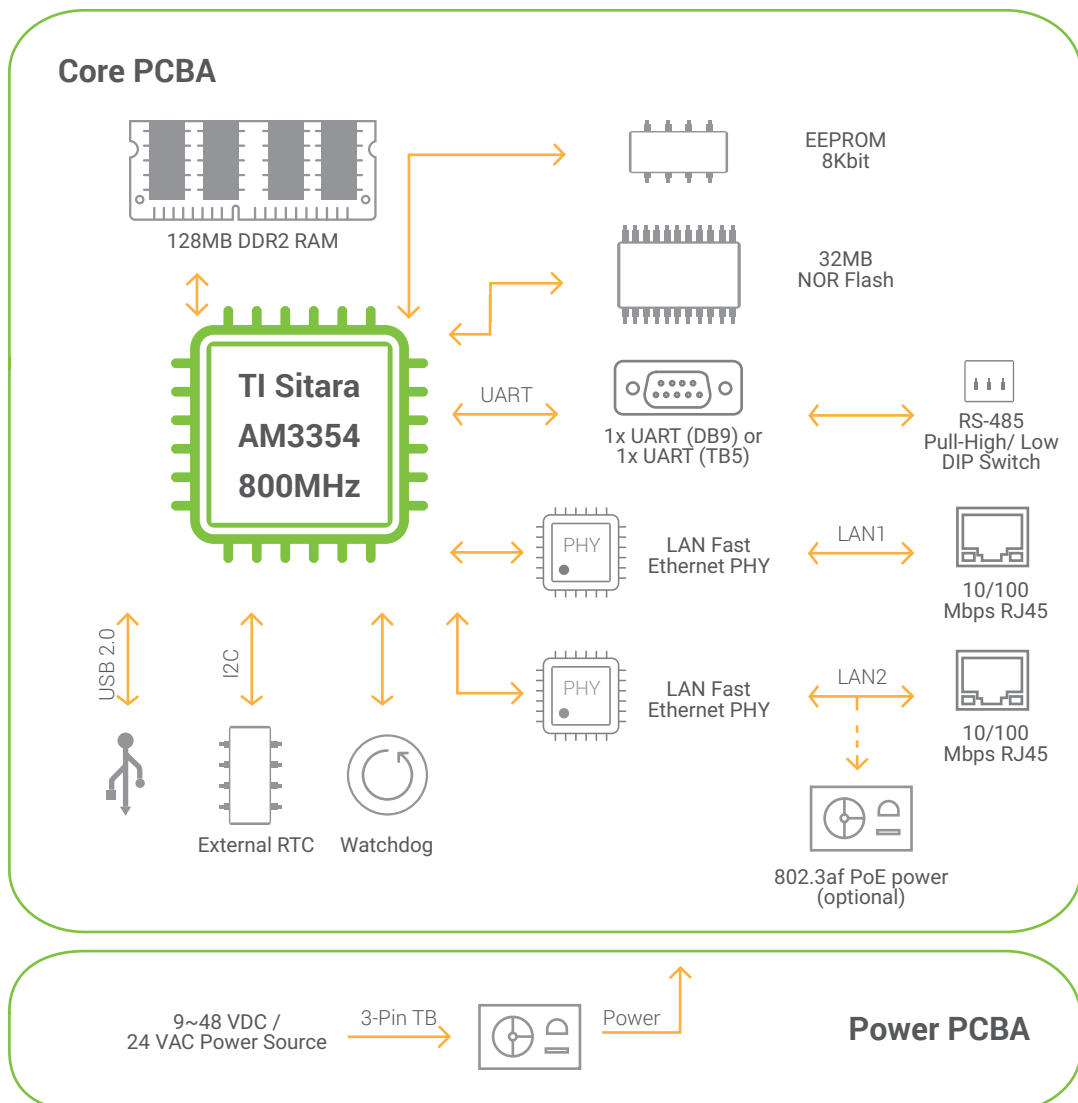 Core PCBA
128MB DDR2 RAM
EEPROM
8Kbit
32MB
NOR Flash
TI Sitara
AM3354
800MHz
UART
1x UART (DB9) or
1x UART (TB5)
RS-485
Pull-High/ Low
DIP Switch
PHY
LAN Fast
Ethernet PHY
LAN1
10/100
Mbps RJ45
PHY
LAN Fast
Ethernet PHY
LAN2
10/100
Mbps RJ45
USB 2.0
I2C
External RTC
Watchdog
802.3af PoE power
(optional)
9~48 VDC /
24 VAC Power Source
3-Pin TB
Power
Power PCBA